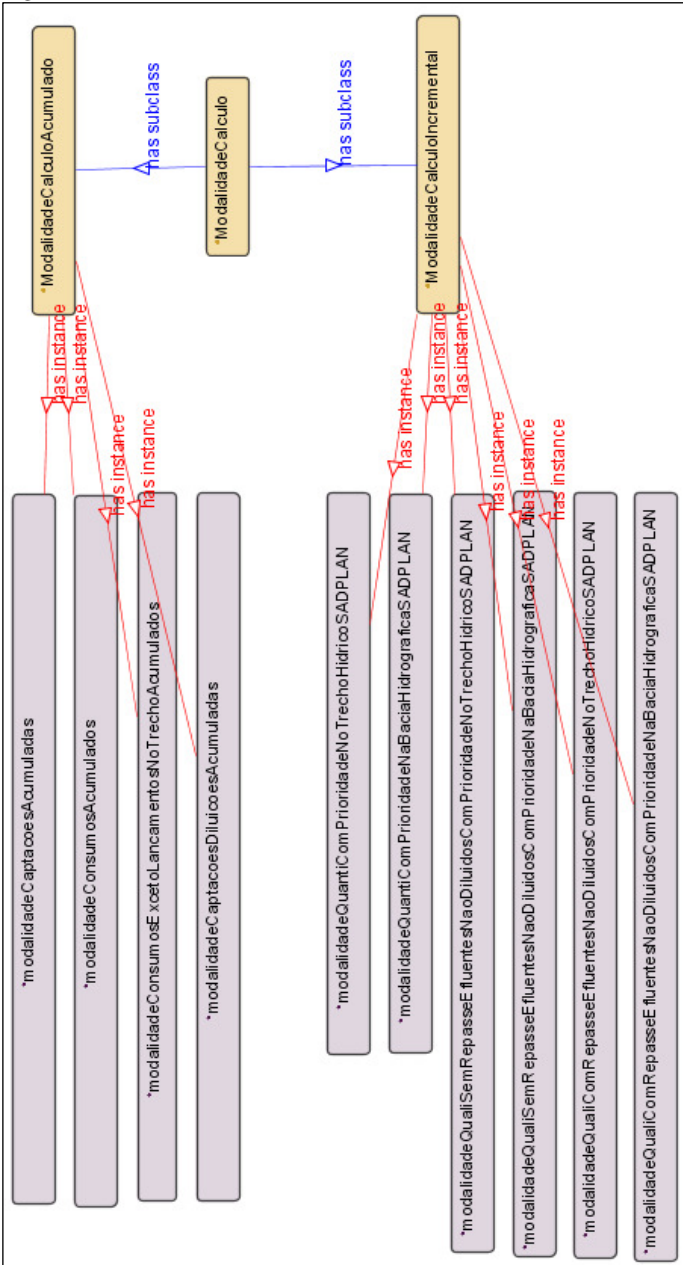 *ModalidadeCalculoAcumulado
has subclass
*ModalidadeCalculo
has subclass
*ModalidadeCalculoIncremental
has instance
has instance
has instance
has instance
has instance
has instance
has instance
has instance
has instance
has instance
*modalidadeCaptacoesAcumuladas
*modalidadeConsumosAcumulados
*modalidadeConsumosExcetoLancamentosNoTrechoAcumulados
*modalidadeCaptacoesDiluicoesAcumuladas
*modalidadeQuantiComPrioridadeNoTrechoHidricoSADPLAN
*modalidadeQuantiComPrioridadeNaBaciaHidrograficaSADPLAN
*modalidadeQualiSemRepasseEfluentesNaoDiluidosComPrioridadeNoTrechoHidricoSADPLAN
*modalidadeQualiSemRepasseEfluentesNaoDiluidosComPrioridadeNaBaciaHidrograficaSADPLAN
*modalidadeQualiComRepasseEfluentesNaoDiluidosComPrioridadeNoTrechoHidricoSADPLAN
*modalidadeQualiComRepasseEfluentesNaoDiluidosComPrioridadeNaBaciaHidrograficaSADPLAN